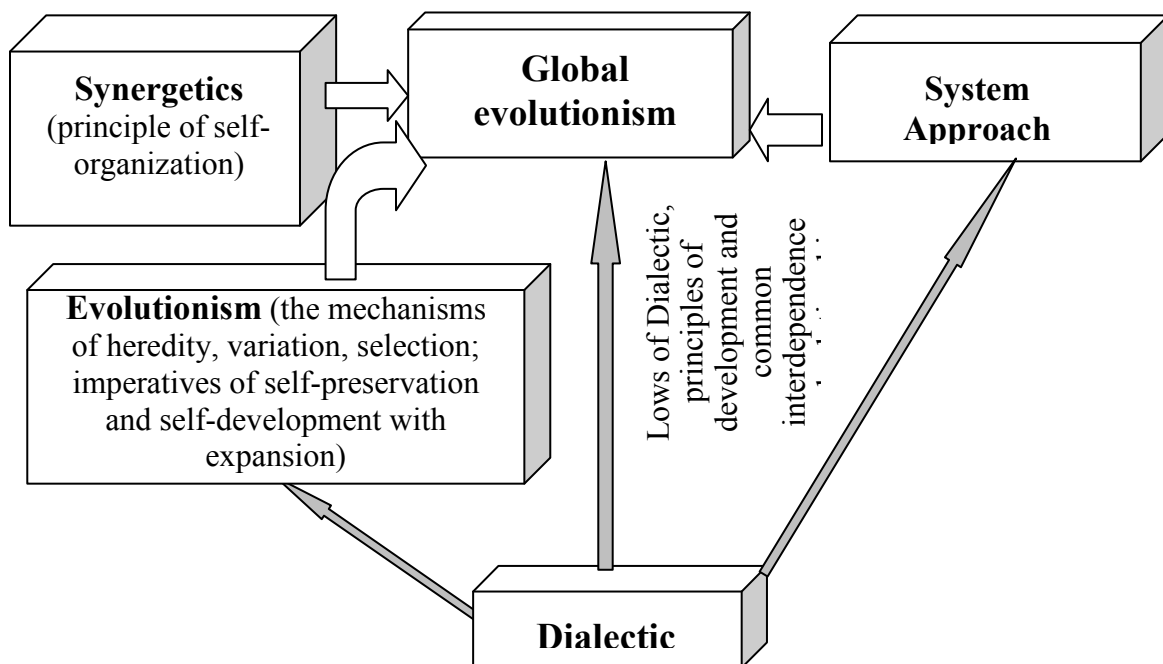 Synergetics
(principle of self-
organization)
Global
evolutionism
System
Approach
Evolutionism (the mechanisms
of heredity, variation, selection;
imperatives of self-preservation
and self-development with
expansion)
Lows of Dialectic,
principles of
development and
common
interdependence
Dialectic